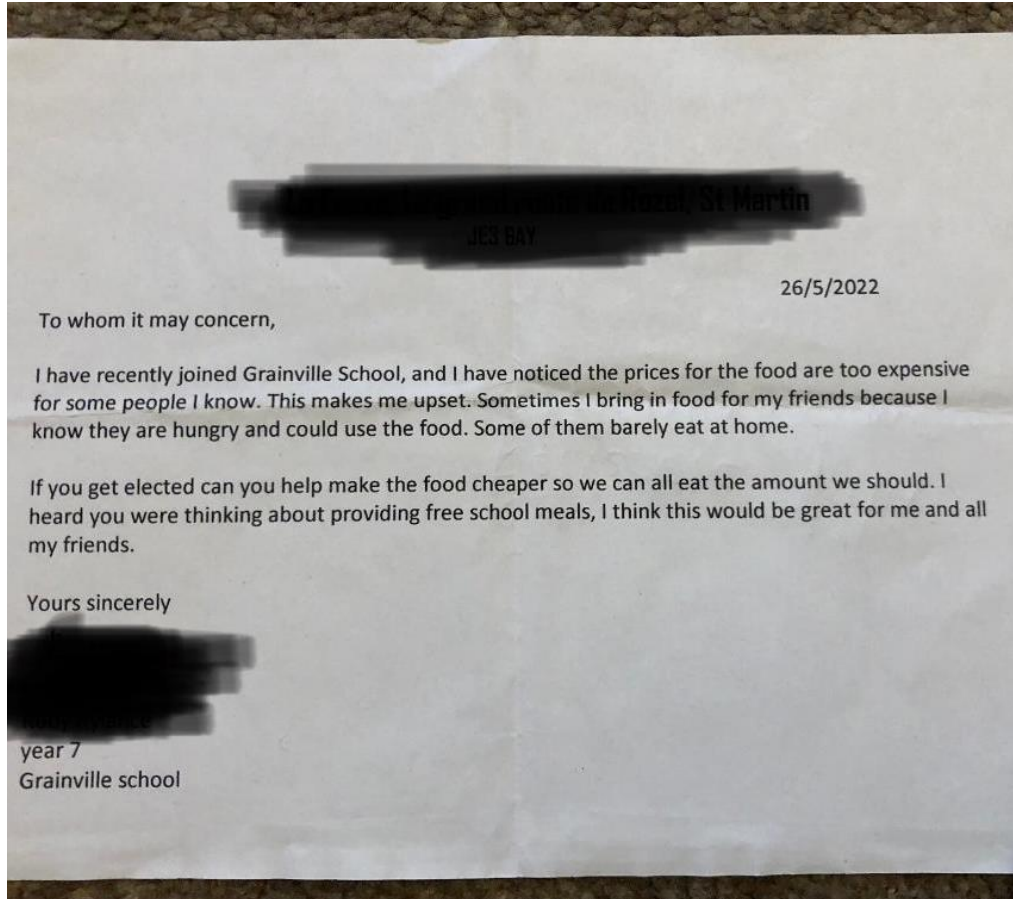 26/5/2022
To whom it may concern,
I have recently joined Grainville School, and I have noticed the prices for the food are too expensive
for some people I know. This makes me upset. Sometimes I bring in food for my friends because I
know they are hungry and could use the food. Some of them barely eat at home.
If you get elected can you help make the food cheaper so we can all eat the amount we should. I
heard you were thinking about providing free school meals, I think this would be great for me and all
my friends.
Yours sincerely
year 7
Grainville school